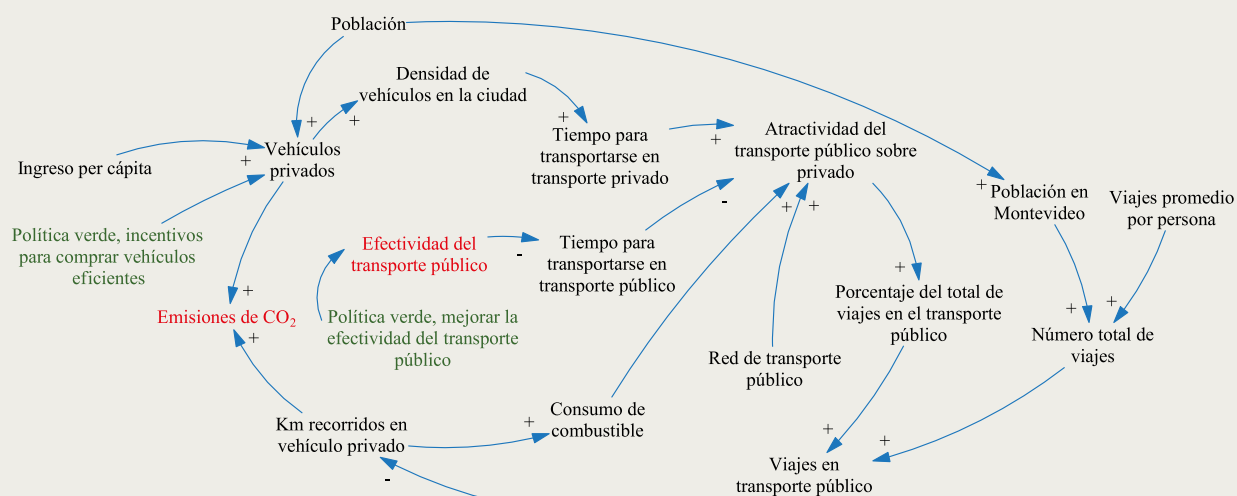 Población
Densidad de
vehículos en la ciudad
+
+
+
Tiempo para
transportarse en
transporte privado
+
Atractividad del
transporte público sobre
privado
Ingreso per cápita
+
Vehículos
privados
-
+
+
+
Población en
Montevideo
Viajes promedio
por persona
Política verde, incentivos
para comprar vehículos
eficientes
Efectividad del
transporte público
-
Tiempo para
transportarse en
transporte público
+
Porcentaje del total de
viajes en el transporte
público
+
Emisiones de CO₂
+
Política verde, mejorar la
efectividad del transporte
público
Red de transporte
público
+
+
Número total de
viajes
Km recorridos en
vehículo privado
+
Consumo de
combustible
+
+
Viajes en
transporte público
-